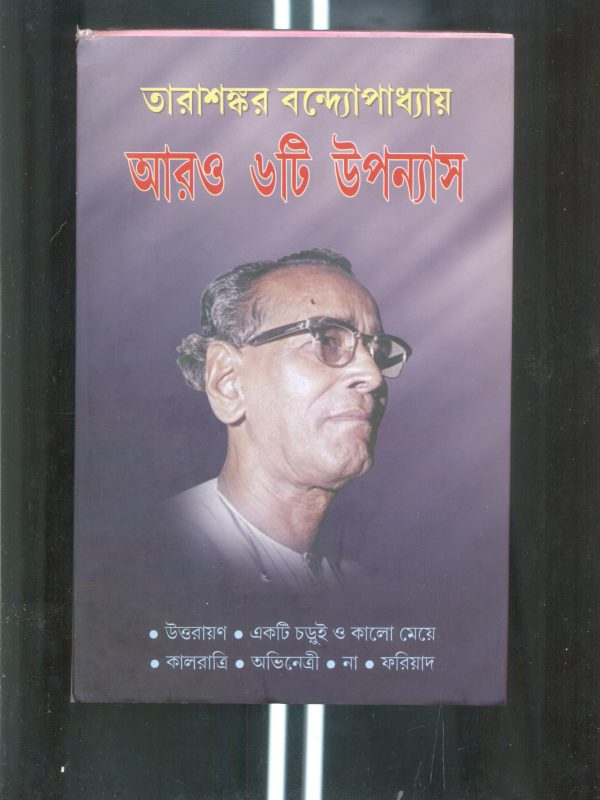 তারাশঙ্কর বন্দ্যোপাধ্যায়
আরও ৬টি উপন্যাস
• উত্তরায়ণ • একটি চড়ুই ও কালো মেয়ে
• কালরাত্রি • অভিনেত্রী • না • ফরিয়াদ